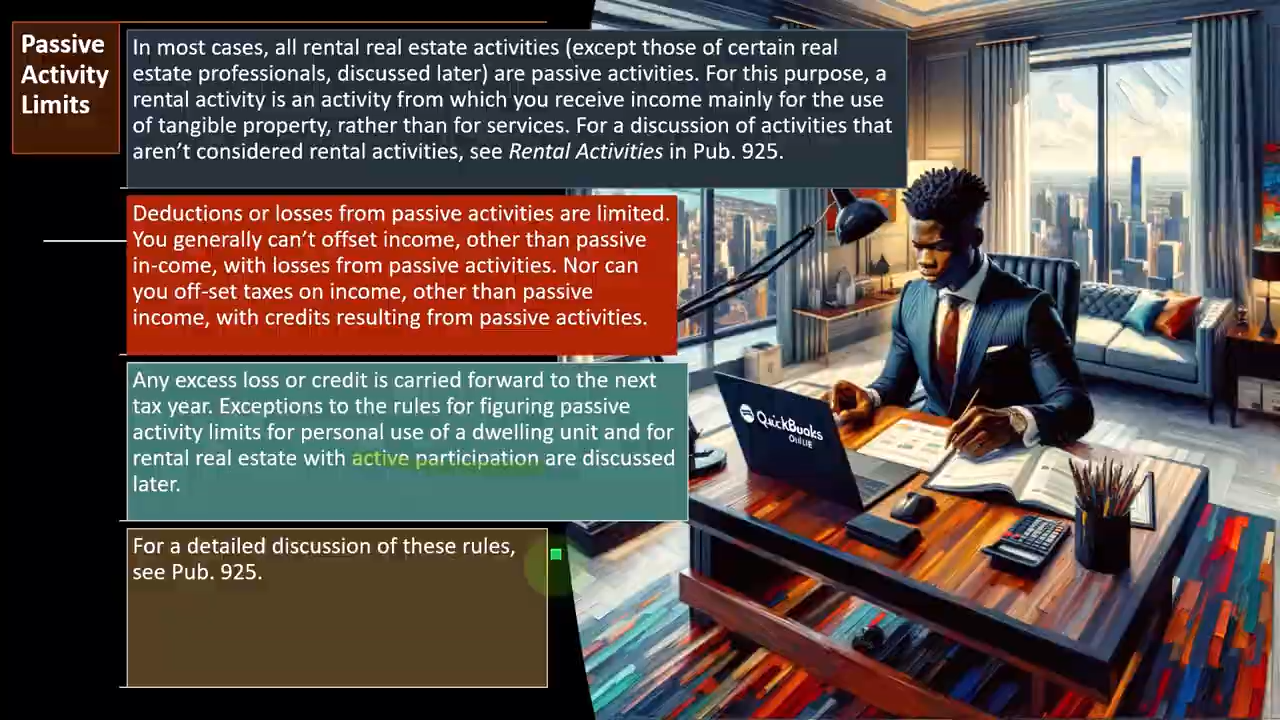 Passive
Activity
Limits
In most cases, all rental real estate activities (except those of certain real
estate professionals, discussed later) are passive activities. For this purpose, a
rental activity is an activity from which you receive income mainly for the use
of tangible property, rather than for services. For a discussion of activities that
aren’t considered rental activities, see Rental Activities in Pub. 925.
Deductions or losses from passive activities are limited.
You generally can’t offset income, other than passive
in-come, with losses from passive activities. Nor can
you off-set taxes on income, other than passive
income, with credits resulting from passive activities.
Any excess loss or credit is carried forward to the next
tax year. Exceptions to the rules for figuring passive
activity limits for personal use of a dwelling unit and for
rental real estate with active participation are discussed
later.
For a detailed discussion of these rules,
see Pub. 925.
QuickBooks